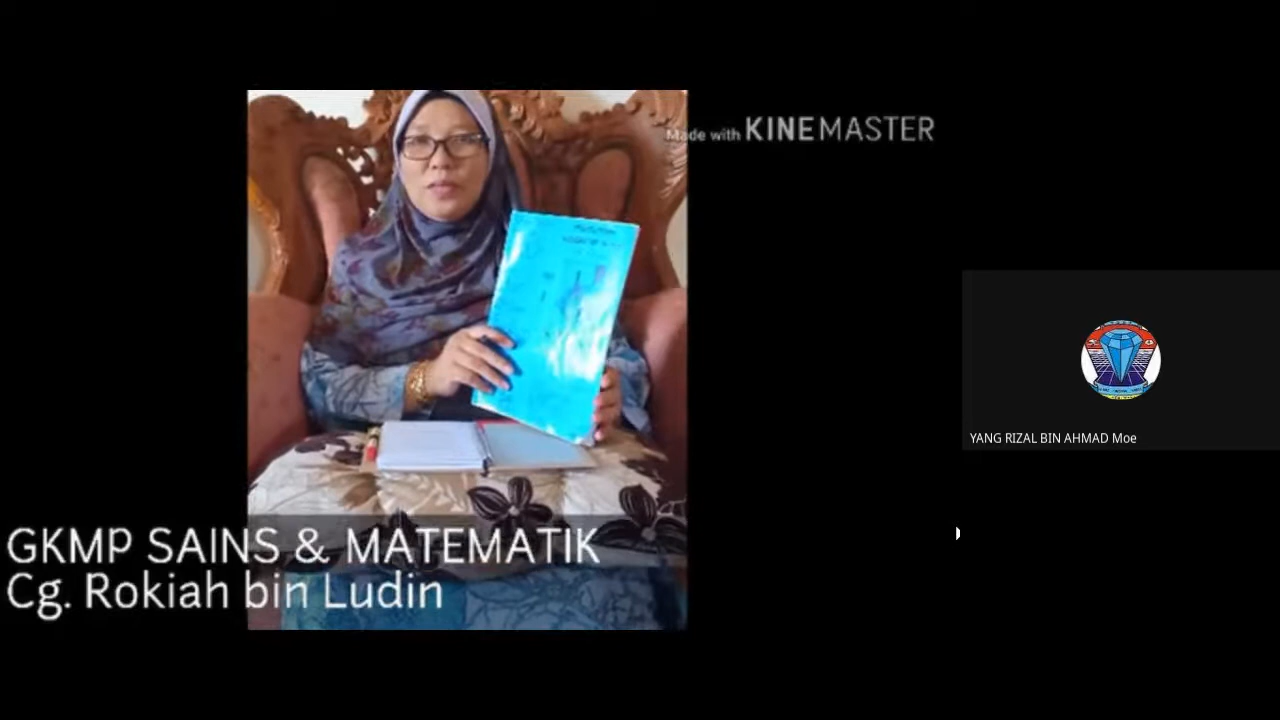 Made with KINEMASTER
GKMP SAINS & MATEMATIK
Cg. Rokiah bin Ludin
YANG RIZAL BIN AHMAD Moe